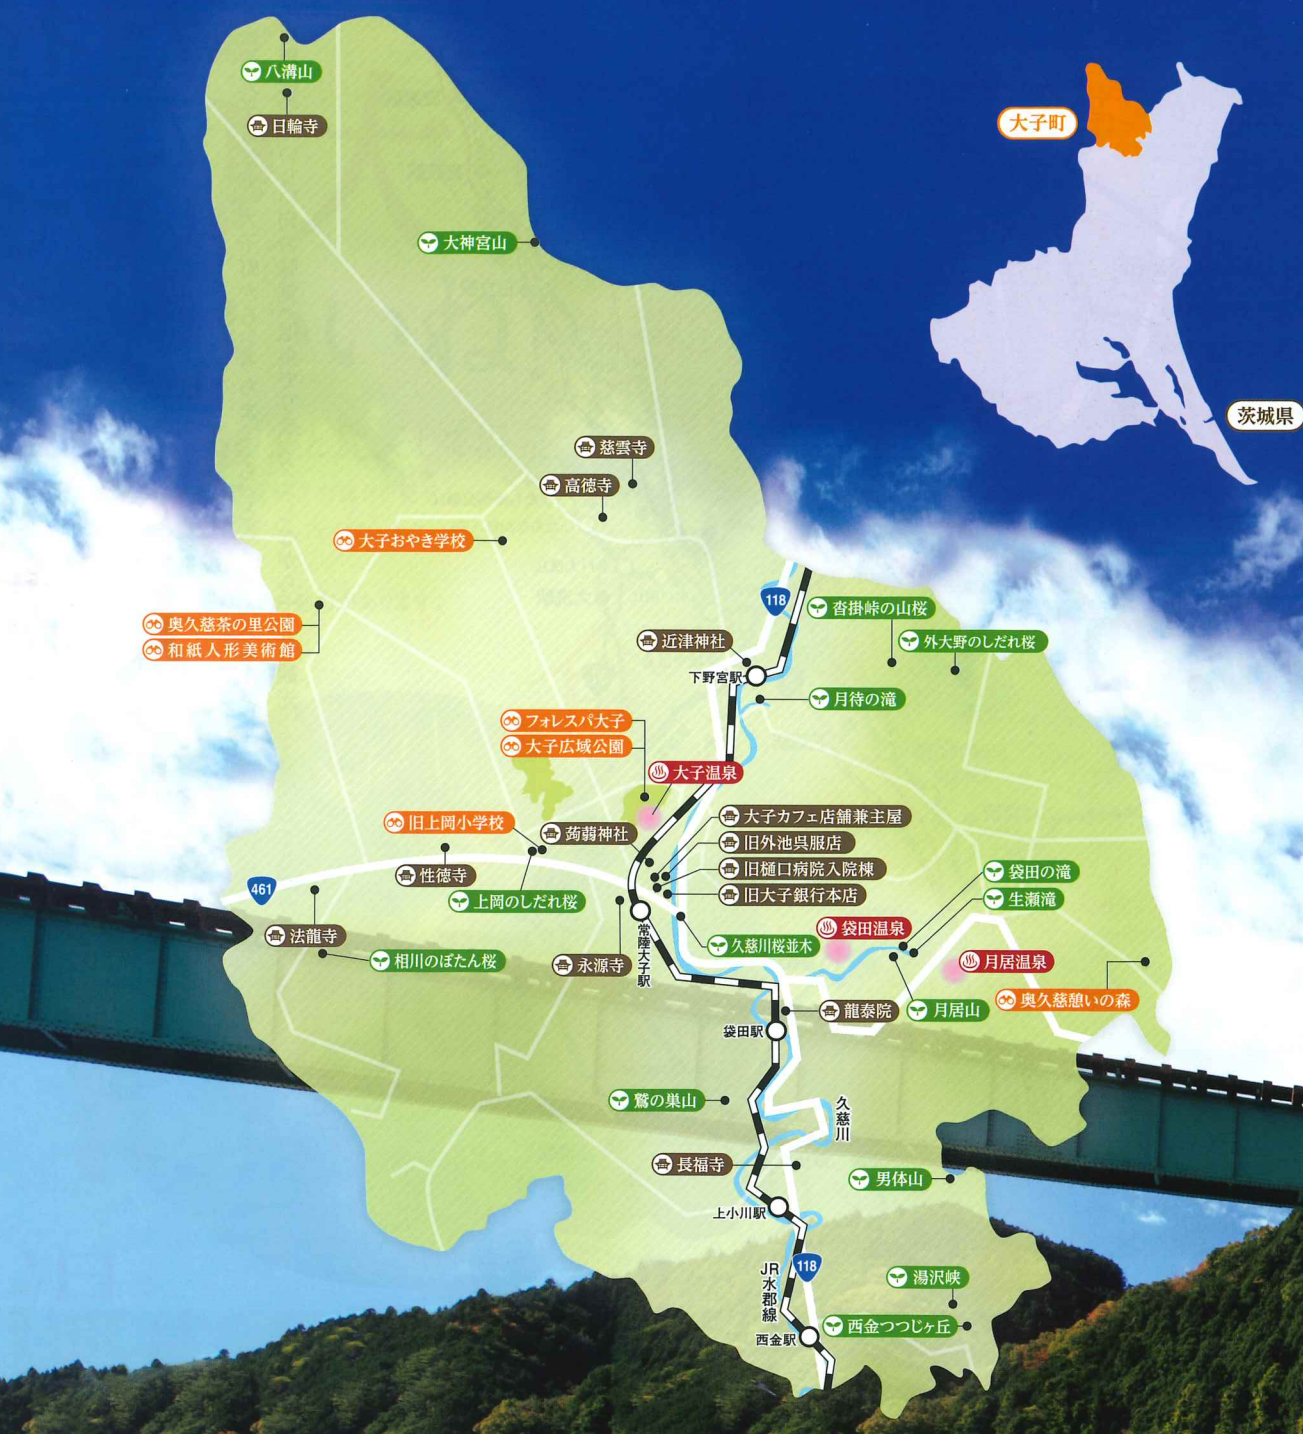 八溝山
日輪寺
大子町
大神宮山
茨城県
慈雲寺
高徳寺
大子おやき学校
118
沓掛峠の山桜
奥久慈茶の里公園
和紙人形美術館
近津神社
外大野のしだれ桜
下野宮駅
月待の滝
フォレスパ大子
大子広域公園
大子温泉
旧上岡小学校
蒟蒻神社
大子カフェ店舗兼主屋
旧外池呉服店
旧樋口病院入院棟
旧大子銀行本店
性徳寺
461
上岡のしだれ桜
袋田の滝
生瀬滝
法龍寺
相川のぼたん桜
永源寺
常陸大子駅
久慈川桜並木
袋田温泉
月居温泉
奥久慈憩いの森
月居山
龍泰院
袋田駅
鷲の巣山
久慈川
長福寺
男体山
上小川駅
JR水郡線
118
湯沢峡
西金つつじヶ丘
西金駅